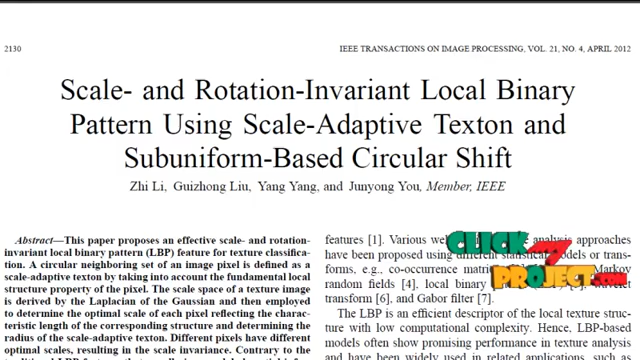 2130
IEEE TRANSACTIONS ON IMAGE PROCESSING, VOL. 21, NO. 4, APRIL 2012
Scale- and Rotation-Invariant Local Binary
Pattern Using Scale-Adaptive Texton and
Subuniform-Based Circular Shift
Zhi Li, Guizhong Liu, Yang Yang, and Junyong You, Member, IEEE
Abstract—This paper proposes an effective scale- and rotation-
invariant local binary pattern (LBP) feature for texture classifica-
tion. A circular neighboring set of an image pixel is defined as a
scale-adaptive texton by taking into account the fundamental local
structure property of the pixel. The scale space of a texture image
is derived by the Laplacian of the Gaussian and then employed
to determine the optimal scale of each pixel reflecting the charac-
teristic length of the corresponding structure and determining the
radius of the scale-adaptive texton. Different pixels have different
optimal scales, resulting in the scale invariance. Contrary to the
features [1]. Various analysis approaches
have been proposed using different statistical models or trans-
forms, e.g., co-occurrence Markov
random fields [4], local binary
transform [6], and Gabor filter [7].
The LBP is an efficient descriptor of the local texture struc-
ture with low computational complexity. Hence, LBP-based
models often show promising performance in texture analysis
and have been widely used in related applications, such as
CLICK
PROJECT.COM